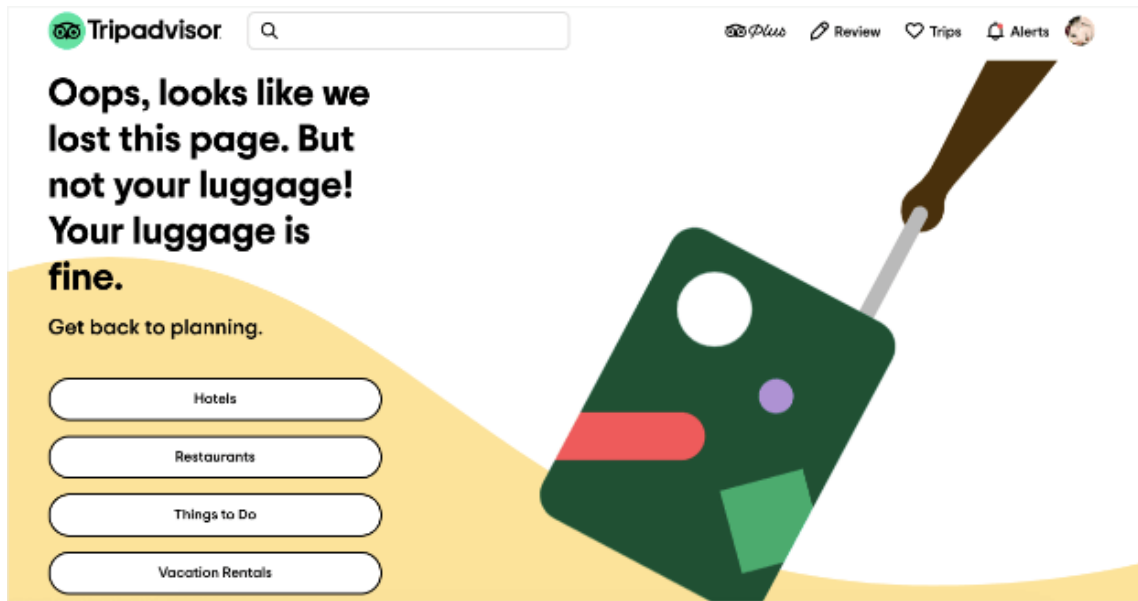 Tripadvisor
Plus
Review
Trips
Alerts
Oops, looks like we
lost this page. But
not your luggage!
Your luggage is
fine.
Get back to planning.
Hotels
Restaurants
Things to Do
Vacation Rentals